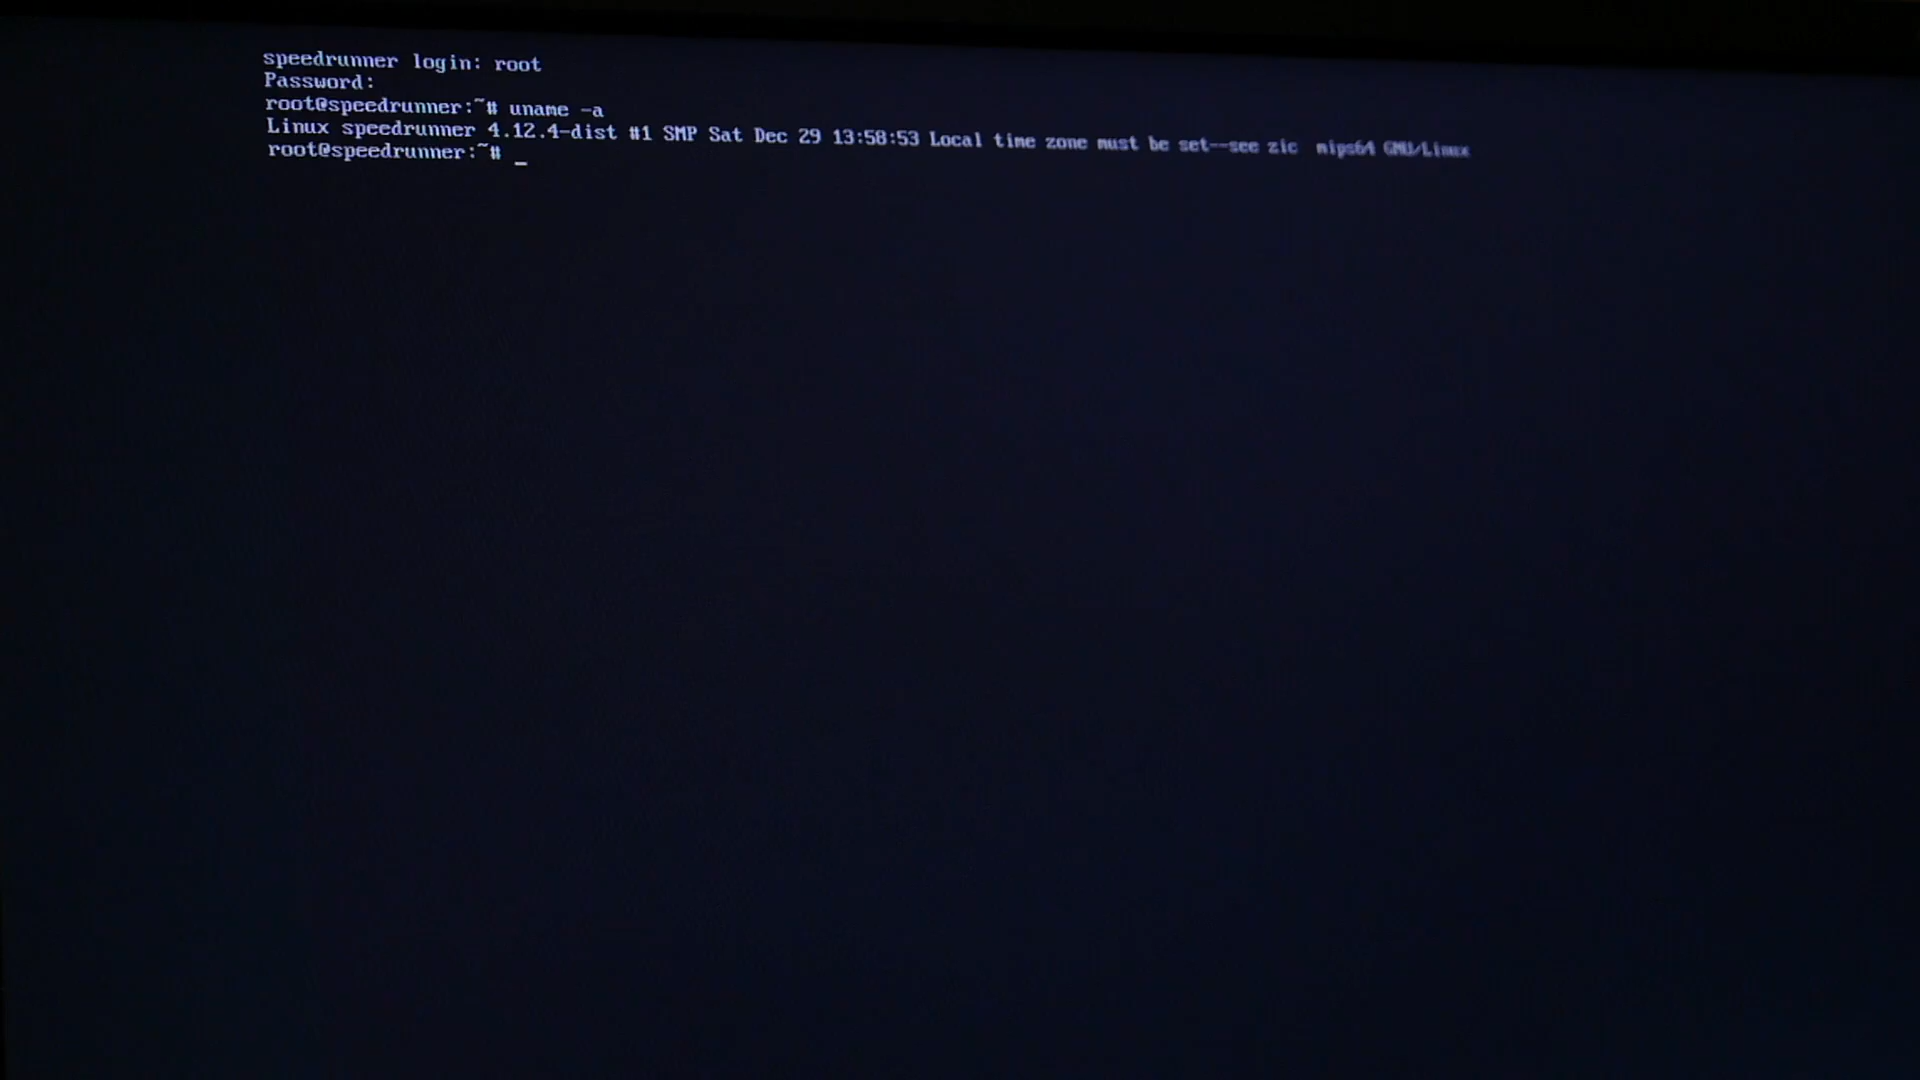 speedrunner login: root
Password:
root@speedrunner:~# uname -a
Linux speedrunner 4.12.4-dist #1 SMP Sat Dec 29 13:58:53 Local time zone must be set--see zic  mips64 GNU/Linux
root@speedrunner:~# _